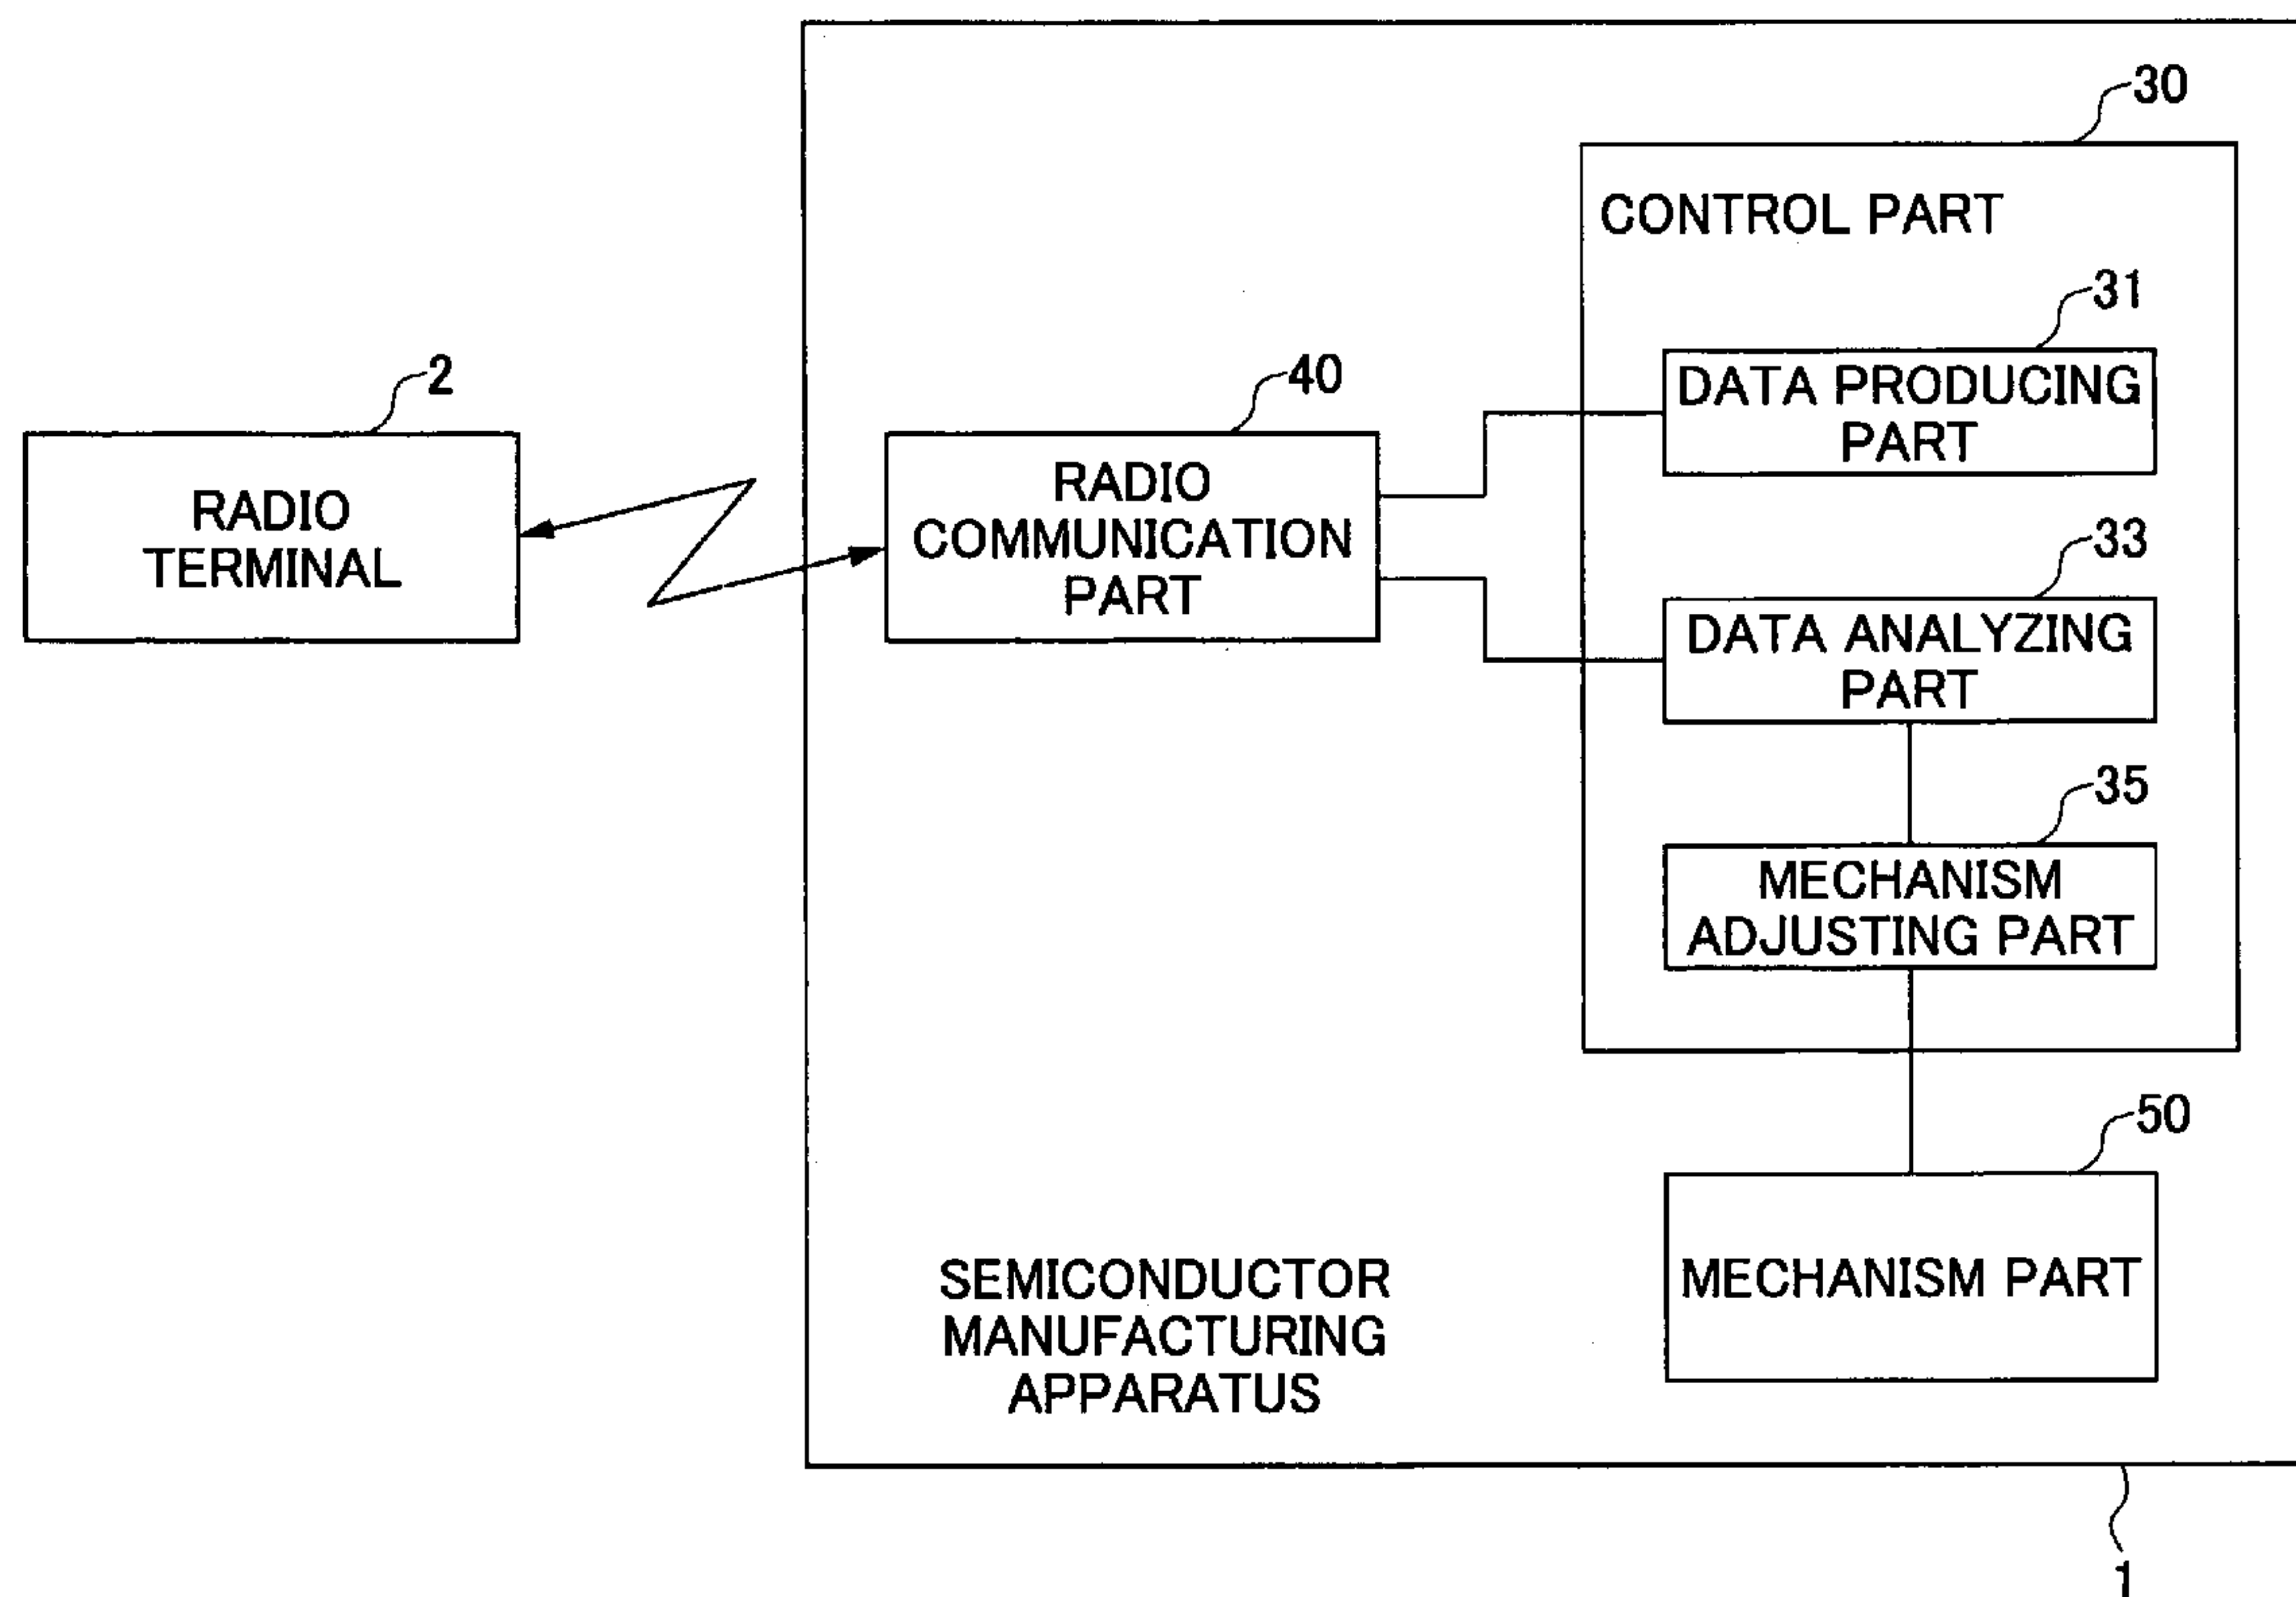 30
CONTROL PART
31
DATA PRODUCING
PART
2
RADIO
TERMINAL
40
RADIO
COMMUNICATION
PART
33
DATA ANALYZING
PART
35
MECHANISM
ADJUSTING PART
50
MECHANISM PART
SEMICONDUCTOR
MANUFACTURING
APPARATUS
1